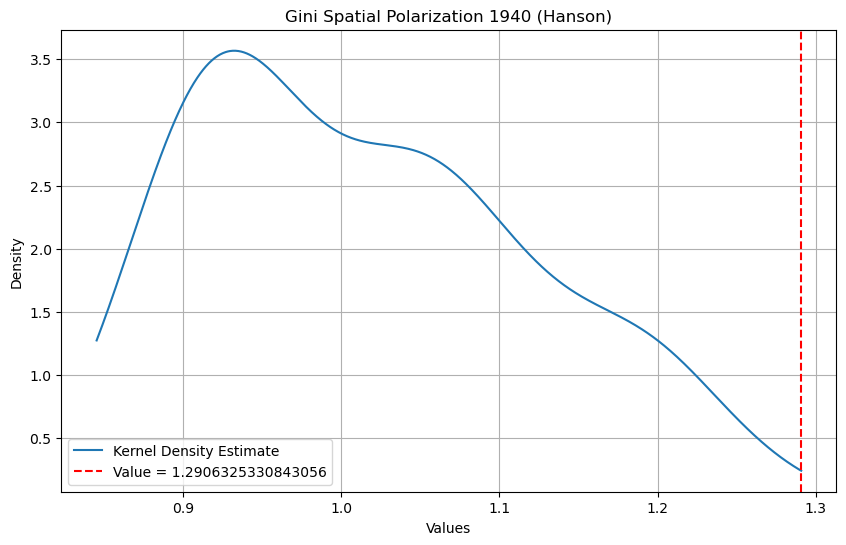 Gini Spatial Polarization 1940 (Hanson)
Density
3.5
3.0
2.5
2.0
1.5
1.0
0.5
Kernel Density Estimate
Value = 1.2906325330843056
0.9 1.0 1.1 1.2 1.3
Values